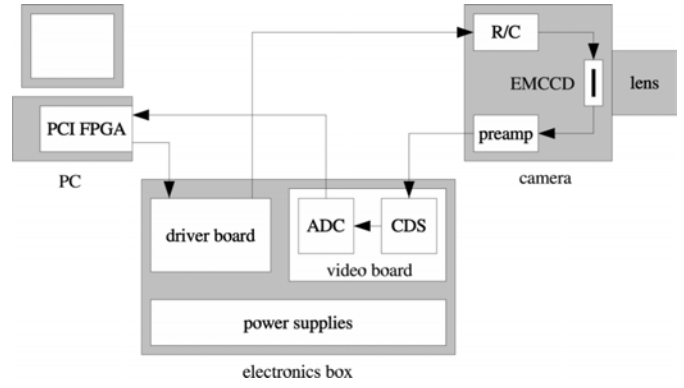 R/C
EMCCD
lens
PCI FPGA
preamp
PC
camera
driver board
ADC
CDS
video board
power supplies
electronics box